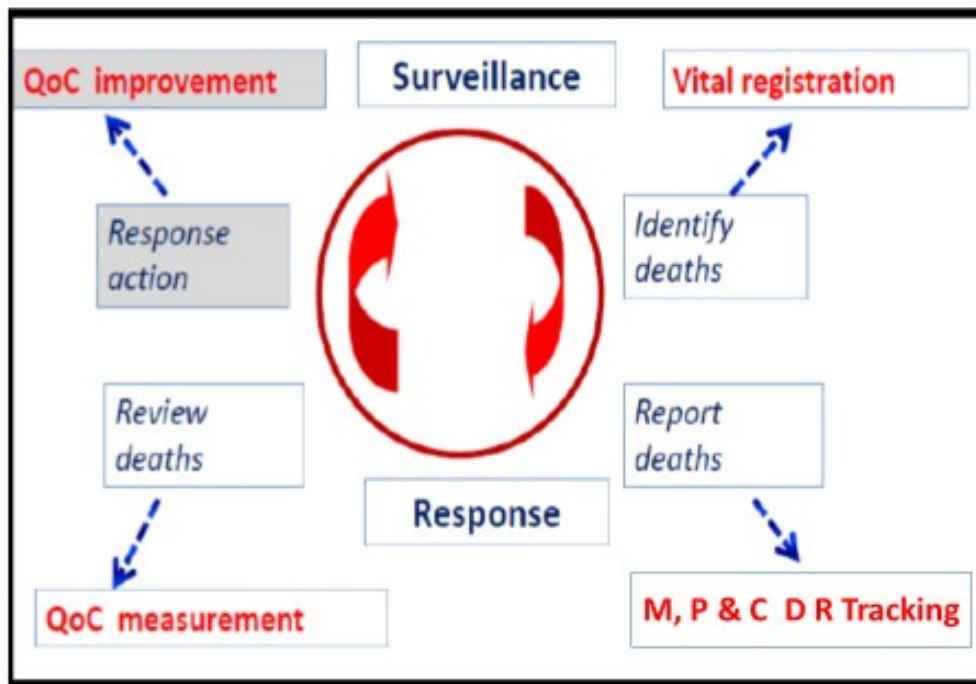 QoC improvement
Surveillance
Vital registration
Response
action
Identify
deaths
Review
deaths
Report
deaths
Response
QoC measurement
M, P & C D R Tracking